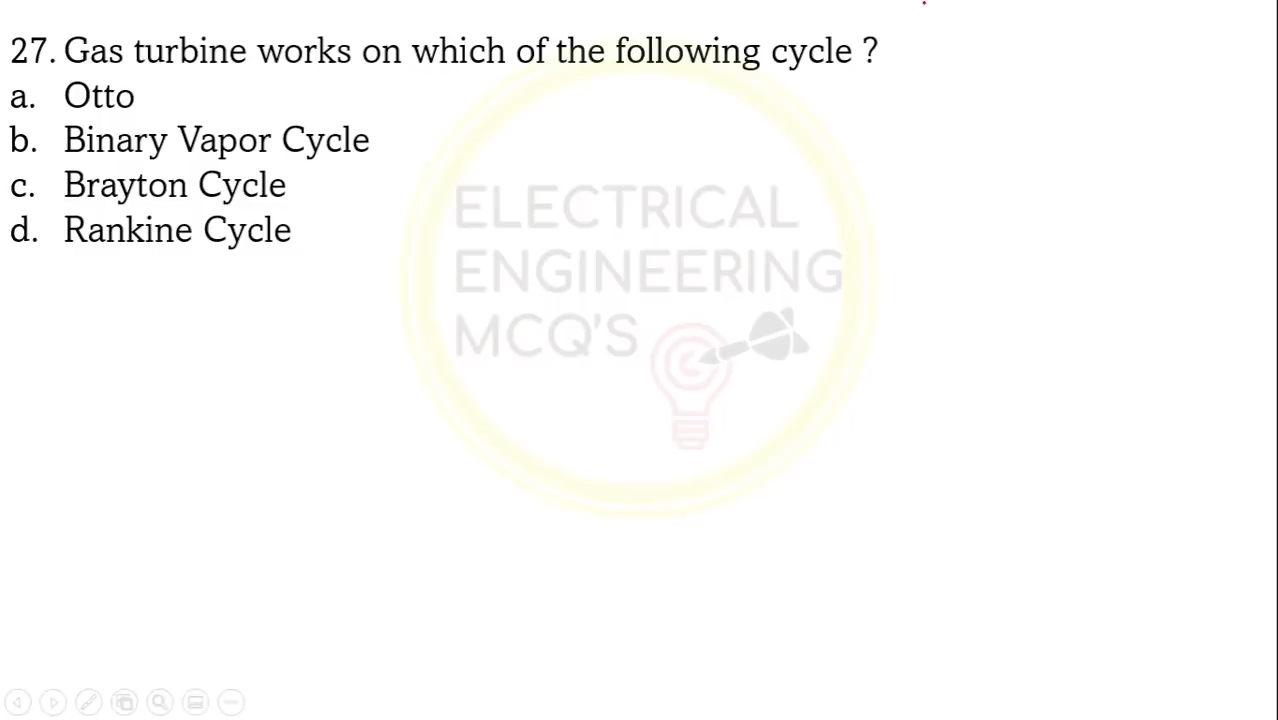 27. Gas turbine works on which of the following cycle ?
a. Otto
b. Binary Vapor Cycle
c. Brayton Cycle
d. Rankine Cycle
ELECTRICAL
ENGINEERING
MCQ'S